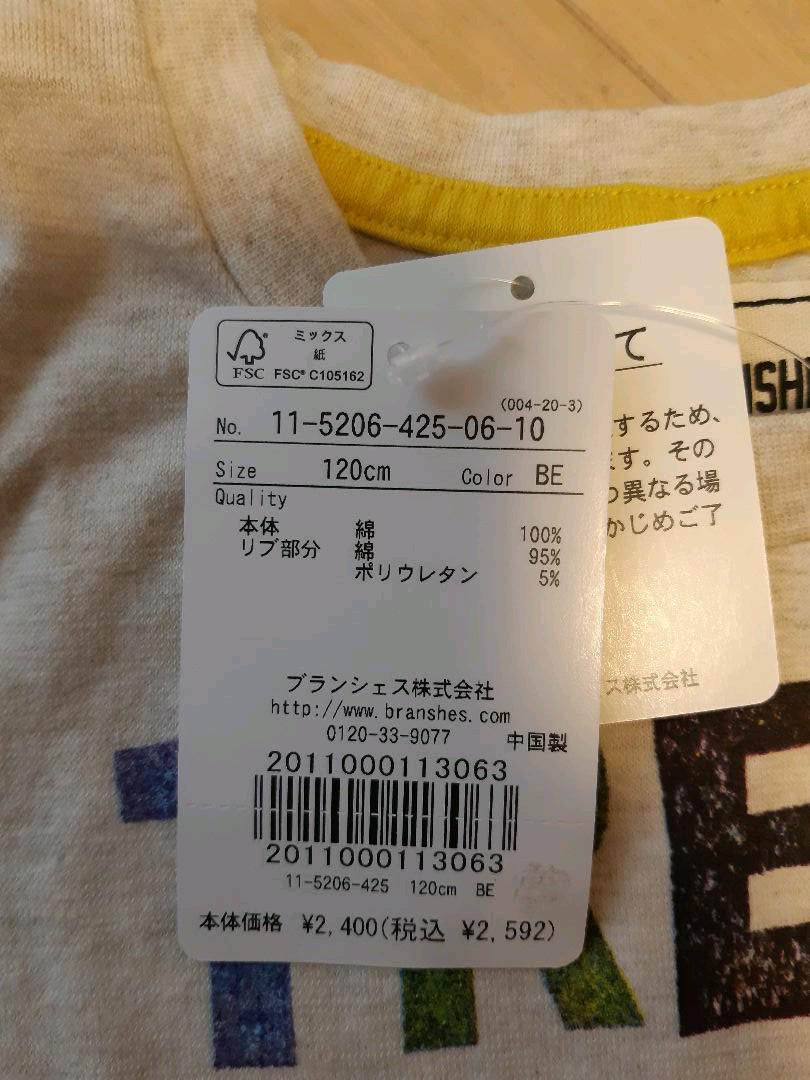 ミックス
紙
FSC
FSC® C105162
(004-20-3)
No. 11-5206-425-06-10
Size 120cm Color BE
Quality
本体 綿 100%
リブ部分 綿 95%
ポリウレタン 5%
ブランシェス株式会社
http://www.branshes.com
0120-33-9077 中国製
2011000113063
2011000113063
11-5206-425 120cm BE
本体価格 ¥2,400(税込 ¥2,592)
て
するため、
ます。その
異なる場
かじめご了
ス株式会社